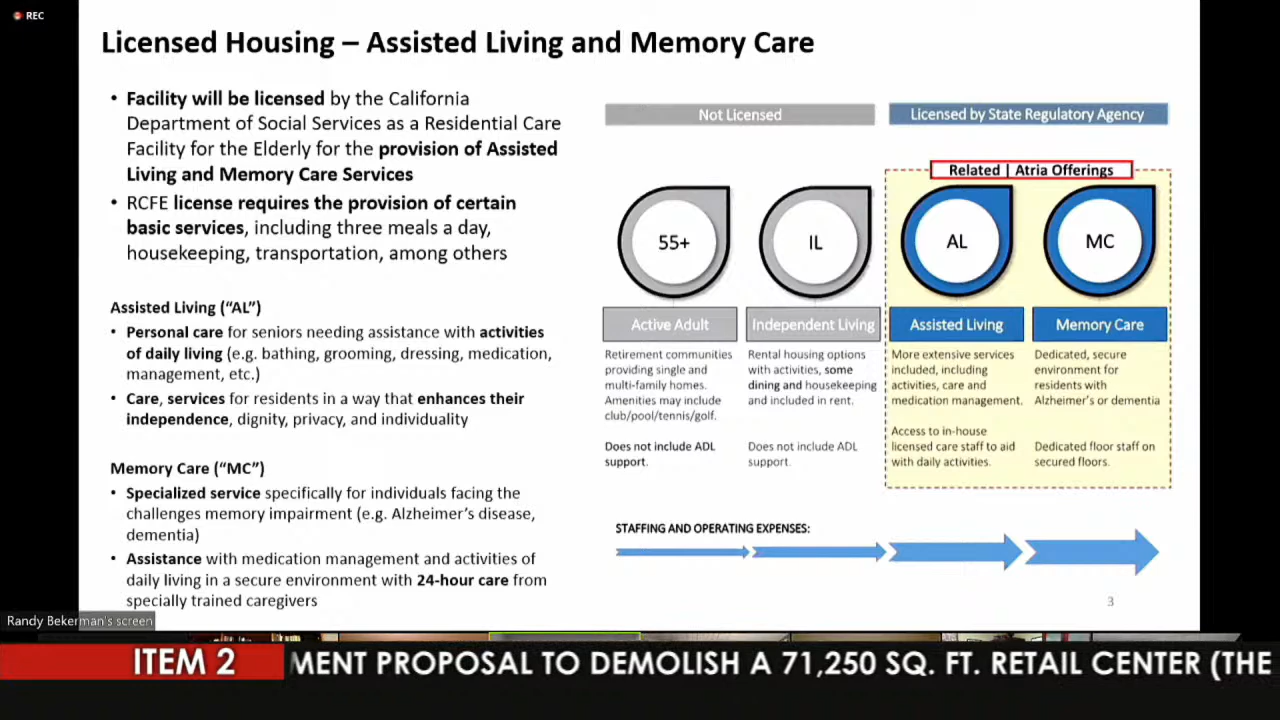 REC
Licensed Housing – Assisted Living and Memory Care
• Facility will be licensed by the California
Department of Social Services as a Residential Care
Facility for the Elderly for the provision of Assisted
Living and Memory Care Services
• RCFE license requires the provision of certain
basic services, including three meals a day,
housekeeping, transportation, among others
Assisted Living (“AL”)
• Personal care for seniors needing assistance with activities
of daily living (e.g. bathing, grooming, dressing, medication,
management, etc.)
• Care, services for residents in a way that enhances their
independence, dignity, privacy, and individuality
Memory Care (“MC”)
• Specialized service specifically for individuals facing the
challenges memory impairment (e.g. Alzheimer’s disease,
dementia)
• Assistance with medication management and activities of
daily living in a secure environment with 24-hour care from
specially trained caregivers
Not Licensed
Licensed by State Regulatory Agency
Related | Atria Offerings
55+
IL
AL
MC
Active Adult
Independent Living
Assisted Living
Memory Care
Retirement communities
providing single and
multi-family homes.
Amenities may include
club/pool/tennis/golf.
Does not include ADL
support.
Rental housing options
with activities, some
dining and housekeeping
and included in rent.
Does not include ADL
support.
More extensive services
included, including
activities, care and
medication management.
Access to in-house
licensed care staff to aid
with daily activities.
Dedicated, secure
environment for
residents with
Alzheimer’s or dementia
Dedicated floor staff on
secured floors.
STAFFING AND OPERATING EXPENSES:
3
Randy Bekerman's screen
ITEM 2
MENT PROPOSAL TO DEMOLISH A 71,250 SQ. FT. RETAIL CENTER (THE